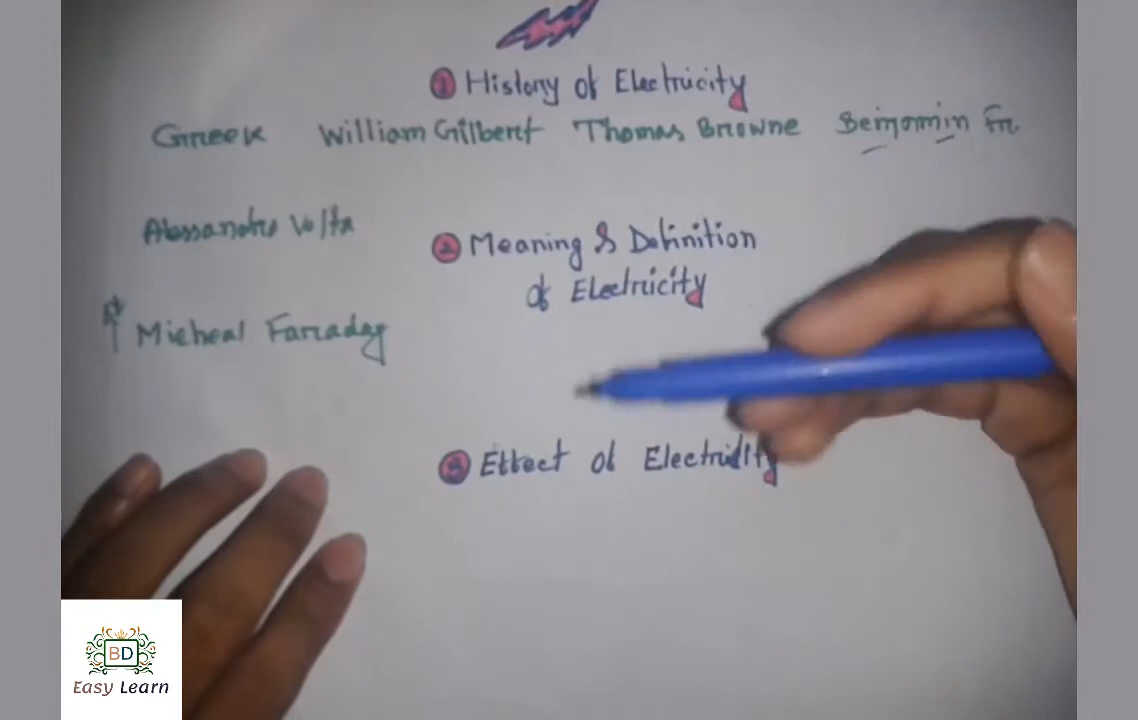 ① History of Electricity
Greek William Gilbert Thomas Browne Benjamin Fr.
Alessandro Volta
② Meaning & Definition
of Electricity
Micheal Farraday
③ Effect of Electricity
BD
Easy Learn